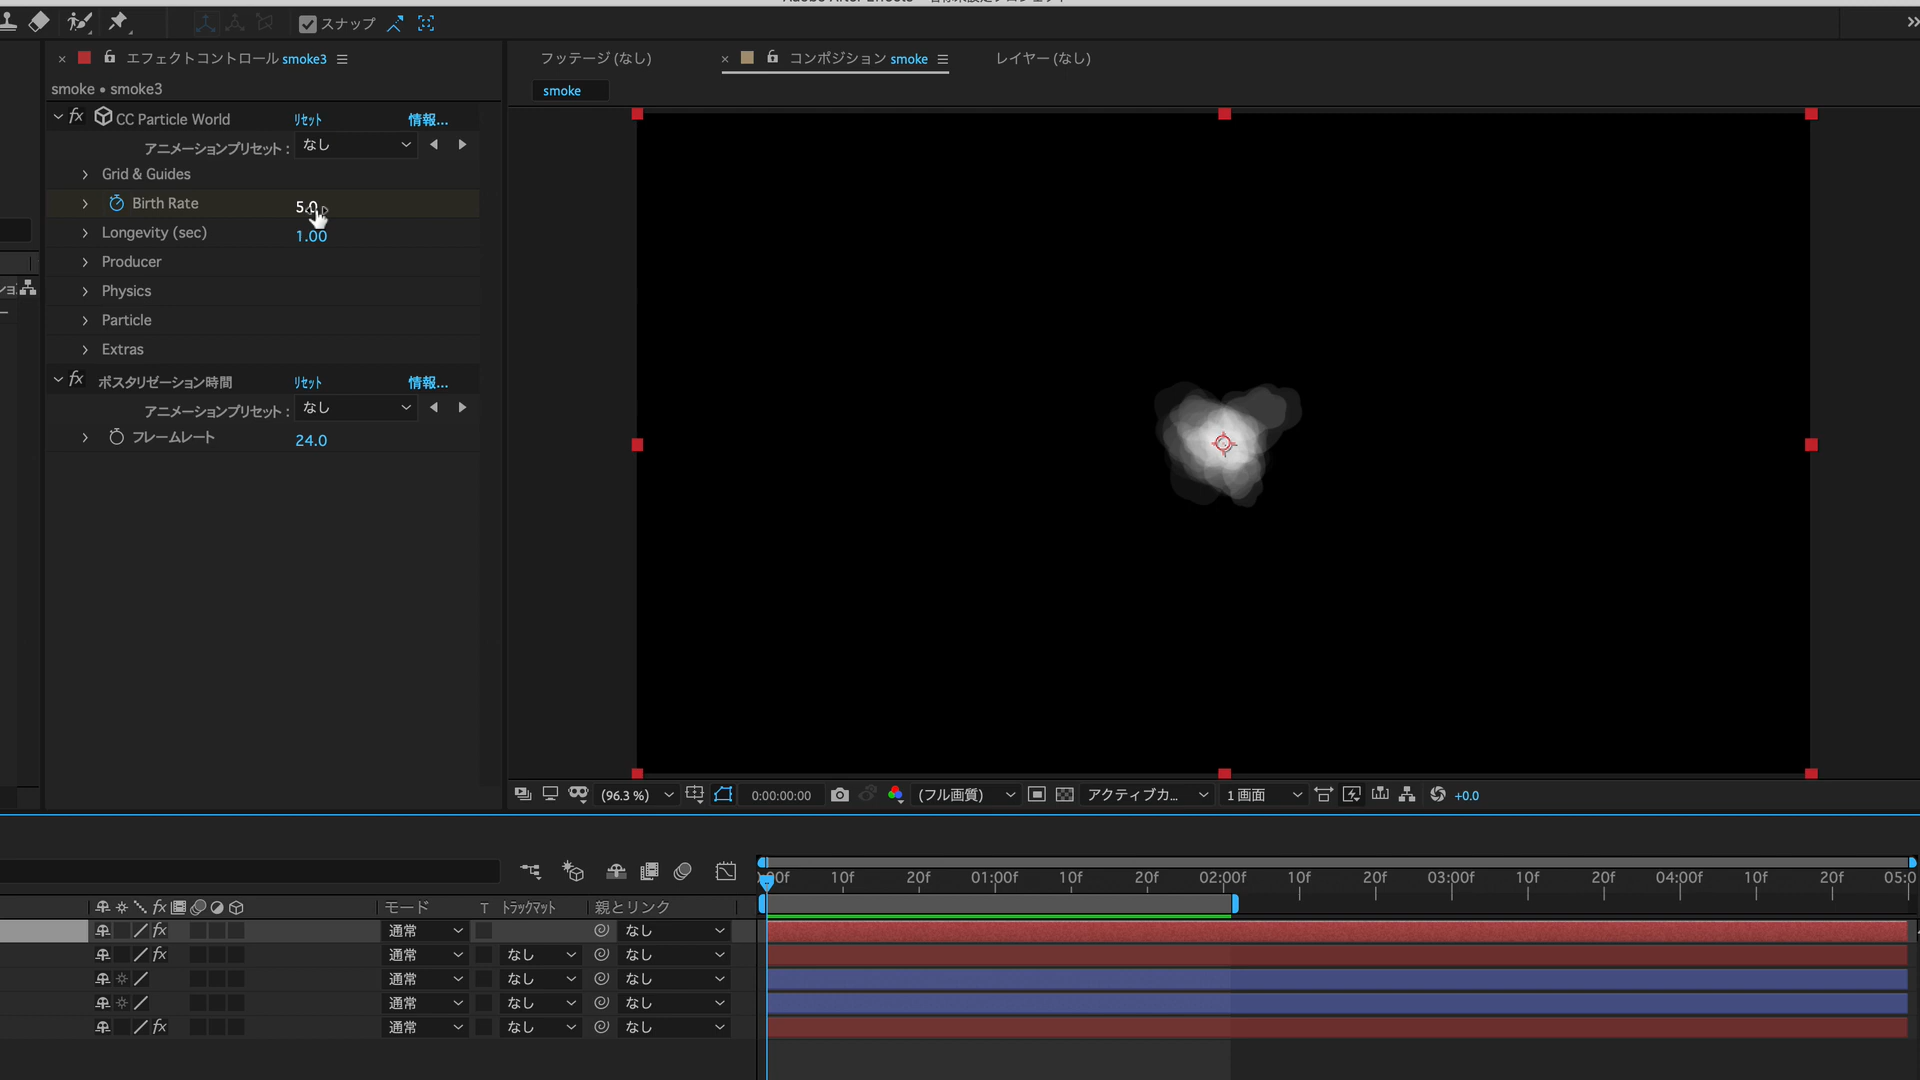 スナップ
エフェクトコントロール smoke3
フッテージ (なし)
コンポジション smoke
レイヤー (なし)
smoke • smoke3
smoke
fx CC Particle World リセット 情報...
アニメーションプリセット : なし
Grid & Guides
Birth Rate 5.0
Longevity (sec) 1.00
Producer
Physics
Particle
Extras
fx ポスタリゼーション時間 リセット 情報...
アニメーションプリセット : なし
フレームレート 24.0
(96.3 %) 0:00:00:00 (フル画質) アクティブカ... 1 画面 +0.0
00f 10f 20f 01:00f 10f 20f 02:00f 10f 20f 03:00f 10f 20f 04:00f 10f 20f 05:0
fx モード T トラックマット 親とリンク
fx 通常 なし
fx 通常 なし なし
通常 なし なし
通常 なし なし
fx 通常 なし なし